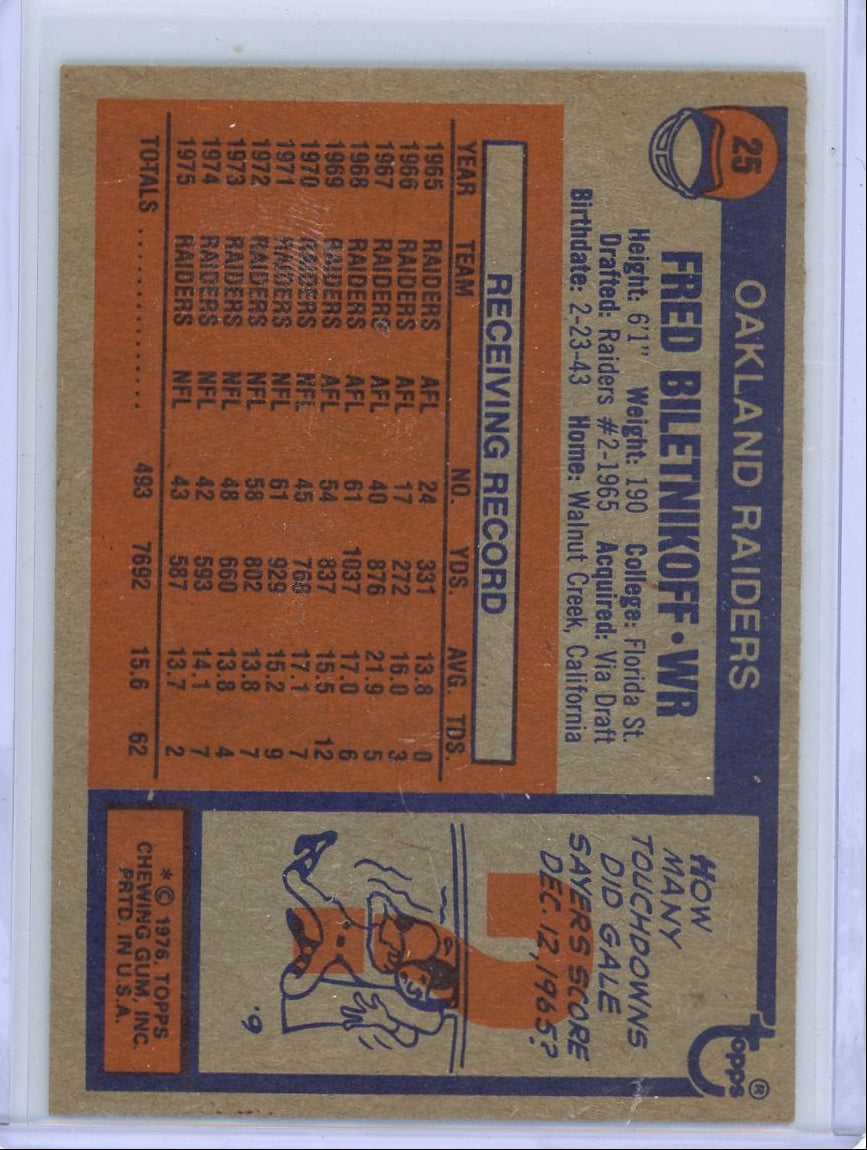 25
OAKLAND RAIDERS
FRED BILETNIKOFF • WR
Height: 6'1" Weight: 190 College: Florida St.
Drafted: Raiders #2-1965 Acquired: Via Draft
Birthdate: 2-23-43 Home: Walnut Creek, California
RECEIVING RECORD
YEAR TEAM NO. YDS. AVG. TDS.
1965 RAIDERS AFL 24 331 13.8 0
1966 RAIDERS AFL 17 272 16.0 3
1967 RAIDERS AFL 40 876 21.9 5
1968 RAIDERS AFL 61 1037 17.0 6
1969 RAIDERS AFL 54 837 15.5 12
1970 RAIDERS NFL 45 768 17.1 7
1971 RAIDERS NFL 61 929 15.2 9
1972 RAIDERS NFL 58 802 13.8 7
1973 RAIDERS NFL 48 660 13.8 4
1974 RAIDERS NFL 42 593 14.1 7
1975 RAIDERS NFL 43 587 13.7 2
TOTALS .............. 493 7692 15.6 62
topps®
HOW
MANY
TOUCHDOWNS
DID GALE
SAYERS SCORE
DEC. 12, 1965?
G.S.
'9
* © 1976, TOPPS
CHEWING GUM, INC.
PRTD. IN U.S.A.